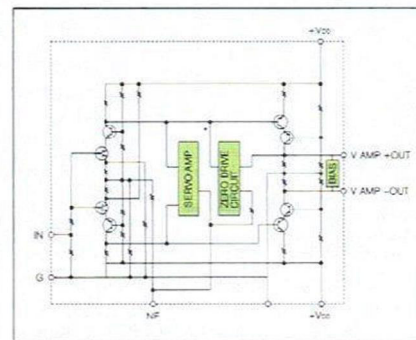 +Vcc
V AMP +OUT
SERVO AMP
ZERO DRIVE
CIRCUIT
BIAS
V AMP −OUT
IN
G
NF
+Vcc